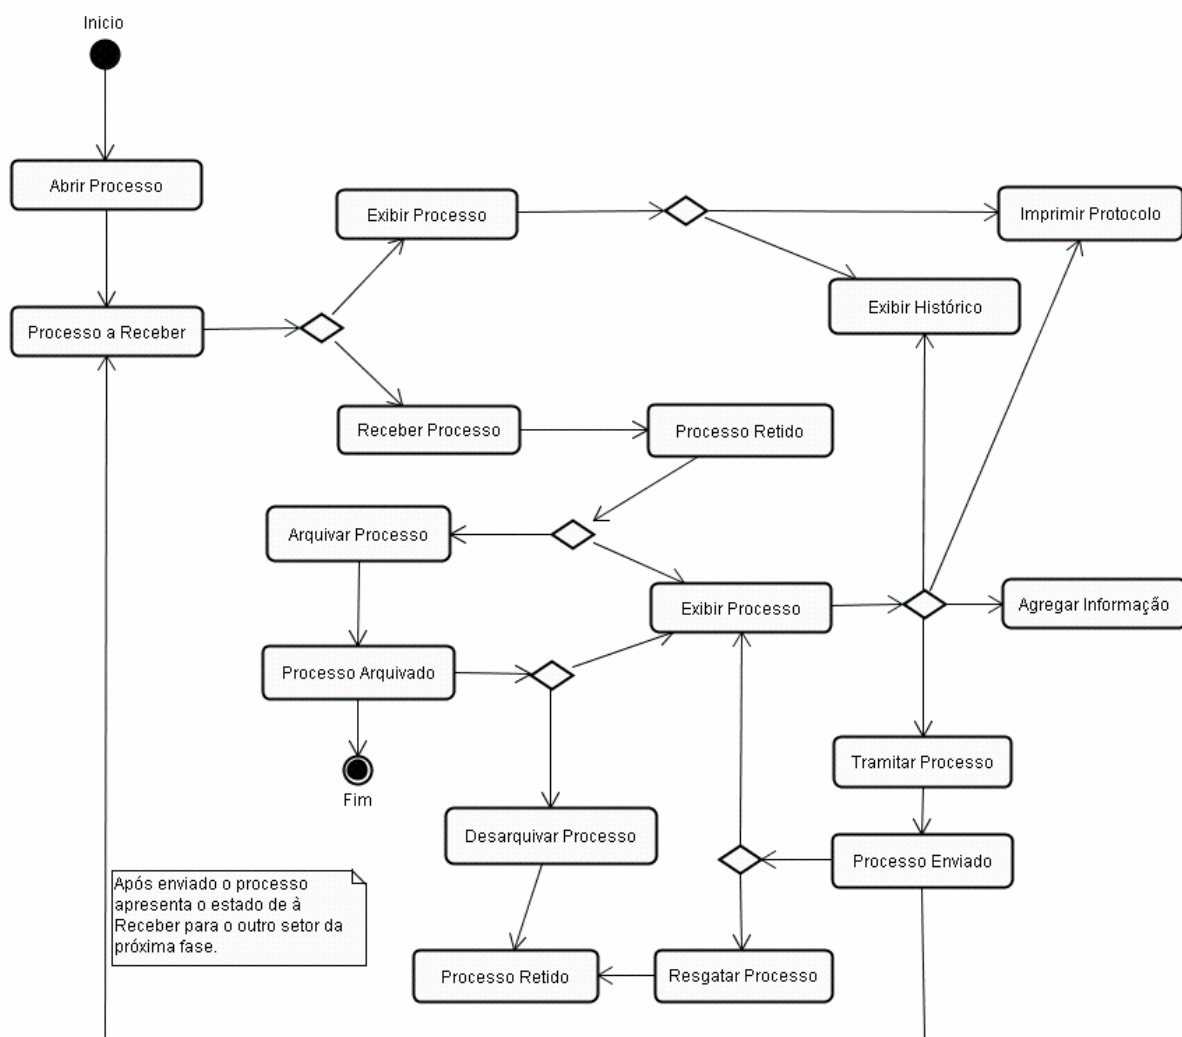 Inicio
Abrir Processo
Exibir Processo
Imprimir Protocolo
Exibir Histórico
Processo a Receber
Receber Processo
Processo Retido
Arquivar Processo
Exibir Processo
Agregar Informação
Processo Arquivado
Tramitar Processo
Fim
Desarquivar Processo
Processo Enviado
Após enviado o processo
apresenta o estado de à
Receber para o outro setor da
próxima fase.
Processo Retido
Resgatar Processo